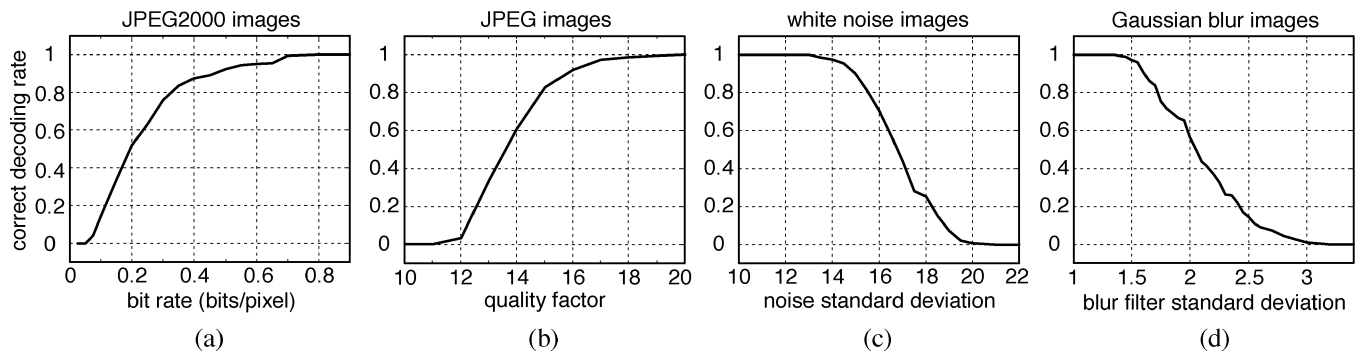 JPEG2000 images
correct decoding rate
1
0.8
0.6
0.4
0.2
0
0 0.2 0.4 0.6 0.8
bit rate (bits/pixel)
(a)
JPEG images
1
0.8
0.6
0.4
0.2
0
10 12 14 16 18 20
quality factor
(b)
white noise images
1
0.8
0.6
0.4
0.2
0
10 12 14 16 18 20 22
noise standard deviation
(c)
Gaussian blur images
1
0.8
0.6
0.4
0.2
0
1 1.5 2 2.5 3
blur filter standard deviation
(d)